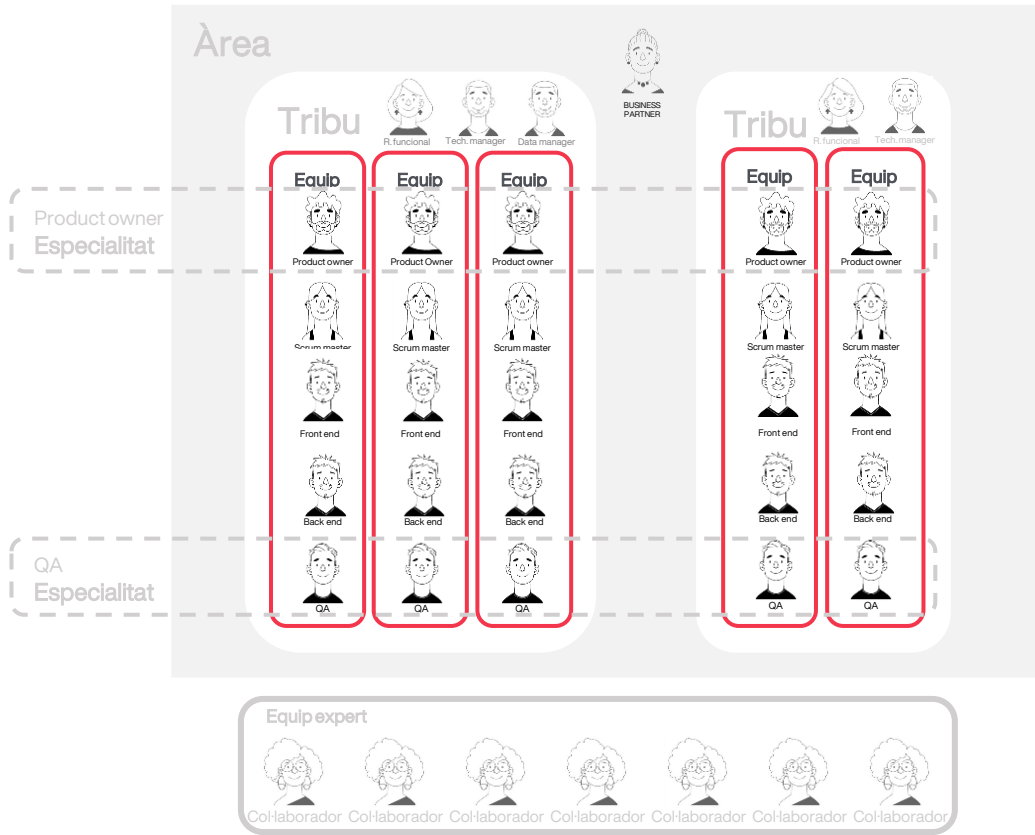 Àrea
BUSINESS
PARTNER
Tribu
R.funcional
Tech.manager
Data manager
Tribu
R.funcional
Tech.manager
Equip
Equip
Equip
Equip
Equip
Product owner
Especialitat
Product owner
Product Owner
Product owner
Product owner
Product owner
Scrum master
Scrum master
Scrum master
Scrum master
Scrum master
Front end
Front end
Front end
Front end
Front end
Back end
Back end
Back end
Back end
Back end
QA
Especialitat
QA
QA
QA
QA
QA
Equip expert
Col·laborador
Col·laborador
Col·laborador
Col·laborador
Col·laborador
Col·laborador
Col·laborador